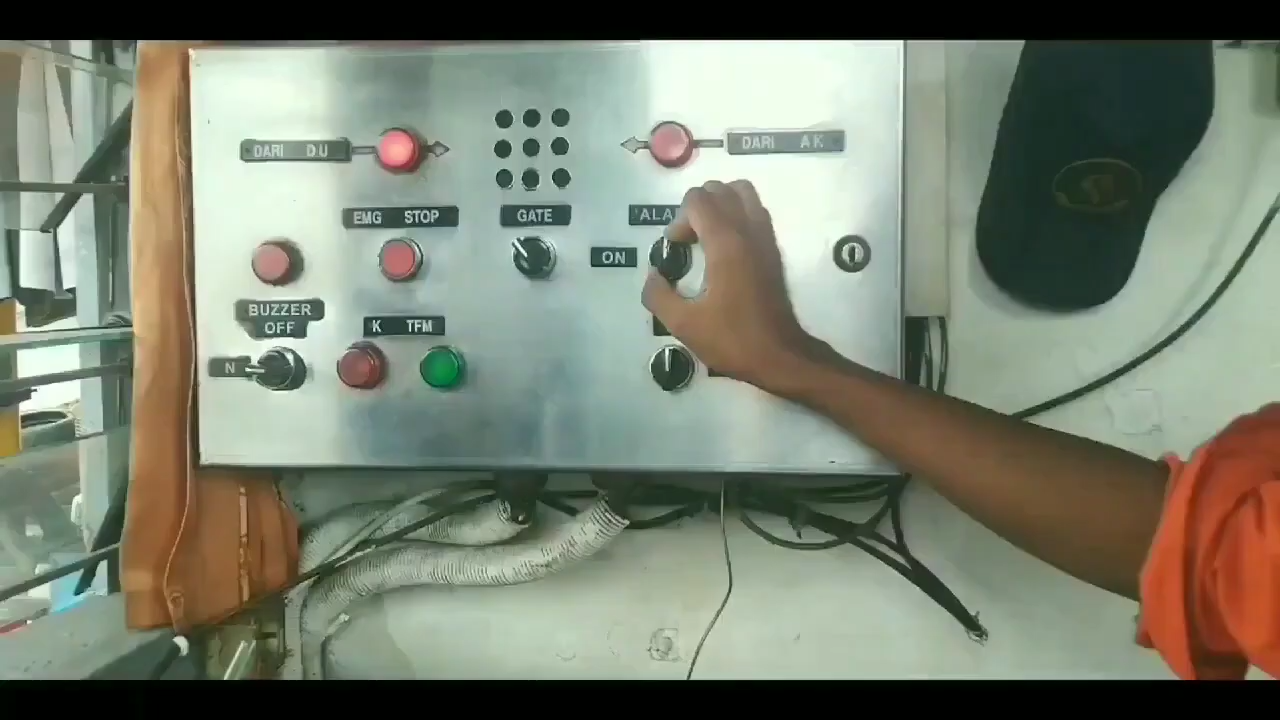 DARI DU
DARI AK
EMG STOP
GATE
ON
BUZZER
OFF
K TFM
N